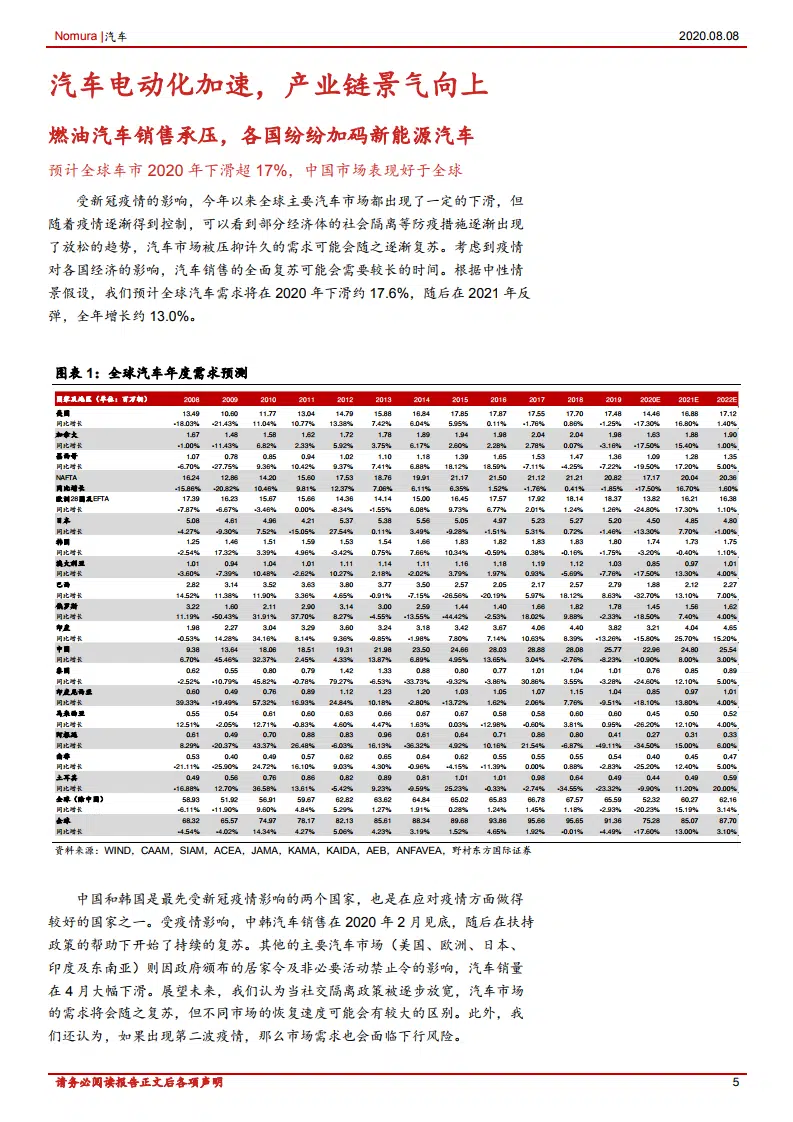 Nomura |汽车 2020.08.08
汽车电动化加速，产业链景气向上
燃油汽车销售承压，各国纷纷加码新能源汽车
预计全球车市 2020 年下滑超 17%，中国市场表现好于全球
受新冠疫情的影响，今年以来全球主要汽车市场都出现了一定的下滑，但
随着疫情逐渐得到控制，可以看到部分经济体的社会隔离等防疫措施逐渐出现
了放松的趋势，汽车市场被压抑许久的需求可能会随之逐渐复苏。考虑到疫情
对各国经济的影响，汽车销售的全面复苏可能会需要较长的时间。根据中性情
景假设，我们预计全球汽车需求将在 2020 年下滑约 17.6%，随后在 2021 年反
弹，全年增长约 13.0%。
图表 1：全球汽车年度需求预测
国家及地区（单位：百万辆） 2008 2009 2010 2011 2012 2013 2014 2015 2016 2017 2018 2019 2020E 2021E 2022E
美国 13.49 10.60 11.77 13.04 14.79 15.88 16.84 17.85 17.87 17.55 17.70 17.48 14.46 16.88 17.12
同比增长 -18.03% -21.43% 11.04% 10.77% 13.38% 7.42% 6.04% 5.95% 0.11% -1.76% 0.86% -1.25% -17.30% 16.80% 1.40%
加拿大 1.67 1.48 1.58 1.62 1.72 1.78 1.89 1.94 1.98 2.04 2.04 1.98 1.63 1.88 1.90
同比增长 -1.00% -11.43% 6.82% 2.33% 5.92% 3.75% 6.17% 2.60% 2.28% 2.78% 0.07% -3.16% -17.50% 15.40% 1.00%
墨西哥 1.07 0.78 0.85 0.94 1.02 1.10 1.18 1.39 1.65 1.53 1.47 1.36 1.09 1.28 1.35
同比增长 -6.70% -27.75% 9.36% 10.42% 9.37% 7.41% 6.88% 18.12% 18.59% -7.11% -4.25% -7.22% -19.50% 17.20% 5.00%
NAFTA 16.24 12.86 14.20 15.60 17.53 18.76 19.91 21.17 21.50 21.12 21.21 20.82 17.17 20.04 20.36
同比增长 -15.86% -20.82% 10.46% 9.81% 12.37% 7.06% 6.11% 6.35% 1.52% -1.76% 0.41% -1.85% -17.50% 16.70% 1.60%
欧洲28国及EFTA 17.39 16.23 15.67 15.66 14.36 14.14 15.00 16.45 17.57 17.92 18.14 18.37 13.82 16.21 16.38
同比增长 -7.87% -6.67% -3.46% 0.00% -8.34% -1.55% 6.08% 9.73% 6.77% 2.01% 1.24% 1.26% -24.80% 17.30% 1.10%
日本 5.08 4.61 4.96 4.21 5.37 5.38 5.56 5.05 4.97 5.23 5.27 5.20 4.50 4.85 4.80
同比增长 -4.27% -9.30% 7.52% -15.05% 27.54% 0.11% 3.49% -9.28% -1.51% 5.31% 0.72% -1.46% -13.30% 7.70% -1.00%
韩国 1.25 1.46 1.51 1.59 1.53 1.54 1.66 1.83 1.82 1.83 1.83 1.80 1.74 1.73 1.75
同比增长 -2.54% 17.32% 3.39% 4.96% -3.42% 0.75% 7.66% 10.34% -0.59% 0.38% -0.16% -1.75% -3.20% -0.40% 1.10%
澳大利亚 1.01 0.94 1.04 1.01 1.11 1.14 1.11 1.16 1.18 1.19 1.12 1.03 0.85 0.97 1.01
同比增长 -3.60% -7.39% 10.48% -2.62% 10.27% 2.18% -2.02% 3.79% 1.97% 0.93% -5.69% -7.76% -17.50% 13.30% 4.00%
巴西 2.82 3.14 3.52 3.63 3.80 3.77 3.50 2.57 2.05 2.17 2.57 2.79 1.88 2.12 2.27
同比增长 14.52% 11.38% 11.90% 3.36% 4.65% -0.91% -7.15% -26.56% -20.19% 5.97% 18.12% 8.63% -32.70% 13.10% 7.00%
俄罗斯 3.22 1.60 2.11 2.90 3.14 3.00 2.59 1.44 1.40 1.66 1.82 1.78 1.45 1.56 1.62
同比增长 11.19% -50.43% 31.91% 37.70% 8.27% -4.55% -13.55% -44.42% -2.53% 18.02% 9.88% -2.33% -18.50% 7.40% 4.00%
印度 1.98 2.27 3.04 3.29 3.60 3.24 3.18 3.42 3.67 4.06 4.40 3.82 3.21 4.04 4.65
同比增长 -0.53% 14.28% 34.16% 8.14% 9.36% -9.85% -1.98% 7.80% 7.14% 10.63% 8.39% -13.26% -15.80% 25.70% 15.20%
中国 9.38 13.64 18.06 18.51 19.31 21.98 23.50 24.66 28.03 28.88 28.08 25.77 22.96 24.80 25.54
同比增长 6.70% 45.46% 32.37% 2.45% 4.33% 13.87% 6.89% 4.95% 13.65% 3.04% -2.76% -8.23% -10.90% 8.00% 3.00%
泰国 0.62 0.55 0.80 0.79 1.42 1.33 0.88 0.80 0.77 1.01 1.04 1.01 0.76 0.85 0.89
同比增长 -2.52% -10.79% 45.82% -0.78% 79.27% -6.53% -33.73% -9.32% -3.86% 30.86% 3.55% -3.28% -24.60% 12.10% 5.00%
印度尼西亚 0.60 0.49 0.76 0.89 1.12 1.23 1.20 1.03 1.05 1.07 1.15 1.04 0.85 0.97 1.01
同比增长 39.33% -19.49% 57.32% 16.93% 24.84% 10.18% -2.80% -13.72% 1.62% 2.06% 7.76% -9.51% -18.10% 13.80% 4.00%
马来西亚 0.55 0.54 0.61 0.60 0.63 0.66 0.67 0.67 0.58 0.58 0.60 0.60 0.45 0.50 0.52
同比增长 12.51% -2.05% 12.71% -0.83% 4.60% 4.47% 1.63% 0.03% -12.98% -0.60% 3.81% 0.95% -26.20% 12.10% 4.00%
阿根廷 0.61 0.49 0.70 0.88 0.83 0.96 0.61 0.64 0.71 0.86 0.80 0.41 0.27 0.31 0.33
同比增长 8.29% -20.37% 43.37% 26.48% -6.03% 16.13% -36.32% 4.92% 10.16% 21.54% -6.87% -49.11% -34.50% 15.00% 6.00%
南非 0.53 0.40 0.49 0.57 0.62 0.65 0.64 0.62 0.55 0.55 0.55 0.54 0.40 0.45 0.47
同比增长 -21.11% -25.90% 24.72% 16.10% 9.03% 4.30% -0.96% -4.15% -11.39% 0.00% 0.88% -2.83% -25.20% 12.40% 5.00%
土耳其 0.49 0.56 0.76 0.86 0.82 0.89 0.81 1.01 1.01 0.98 0.64 0.49 0.44 0.49 0.59
同比增长 -16.88% 12.70% 36.58% 13.61% -5.42% 9.23% -9.59% 25.23% -0.33% -2.74% -34.55% -23.32% -9.90% 11.20% 20.00%
全球（除中国） 58.93 51.92 56.91 59.67 62.82 63.62 64.84 65.02 65.83 66.78 67.57 65.59 52.32 60.27 62.16
同比增长 -6.11% -11.90% 9.60% 4.84% 5.29% 1.27% 1.91% 0.28% 1.24% 1.45% 1.18% -2.93% -20.23% 15.19% 3.14%
全球 68.32 65.57 74.97 78.17 82.13 85.61 88.34 89.68 93.86 95.66 95.65 91.36 75.28 85.07 87.70
同比增长 -4.54% -4.02% 14.34% 4.27% 5.06% 4.23% 3.19% 1.52% 4.65% 1.92% -0.01% -4.49% -17.60% 13.00% 3.10%
资料来源：WIND，CAAM，SIAM，ACEA，JAMA，KAMA，KAIDA，AEB，ANFAVEA，野村东方国际证券
中国和韩国是最先受新冠疫情影响的两个国家，也是在应对疫情方面做得
较好的国家之一。受疫情影响，中韩汽车销售在 2020 年 2 月见底，随后在扶持
政策的帮助下开始了持续的复苏。其他的主要汽车市场（美国、欧洲、日本、
印度及东南亚）则因政府颁布的居家令及非必要活动禁止令的影响，汽车销量
在 4 月大幅下滑。展望未来，我们认为当社交隔离政策被逐步放宽，汽车市场
的需求将会随之复苏，但不同市场的恢复速度可能会有较大的区别。此外，我
们还认为，如果出现第二波疫情，那么市场需求也会面临下行风险。
请务必阅读报告正文后各项声明 5